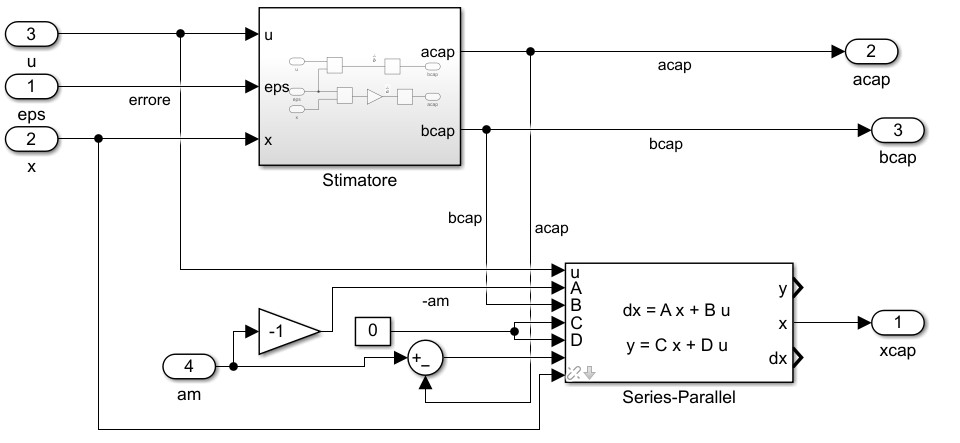 3
u
u
acap
acap
2
acap
1
eps
errore
eps
2
x
x
bcap
bcap
3
bcap
Stimatore
bcap
acap
u
A
B
C
D
dx = A x + B u
y = C x + D u
y
x
dx
1
xcap
-am
-1
0
4
am
+
−
Series-Parallel